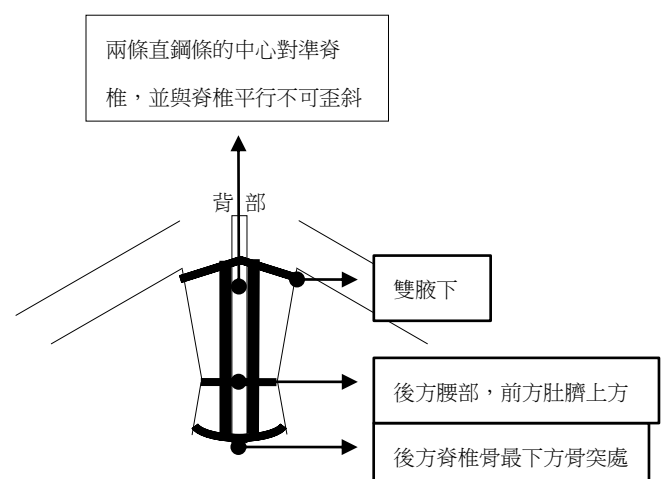 兩條直鋼條的中心對準脊
椎，並與脊椎平行不可歪斜
背部
雙腋下
後方腰部，前方肚臍上方
後方脊椎骨最下方骨突處